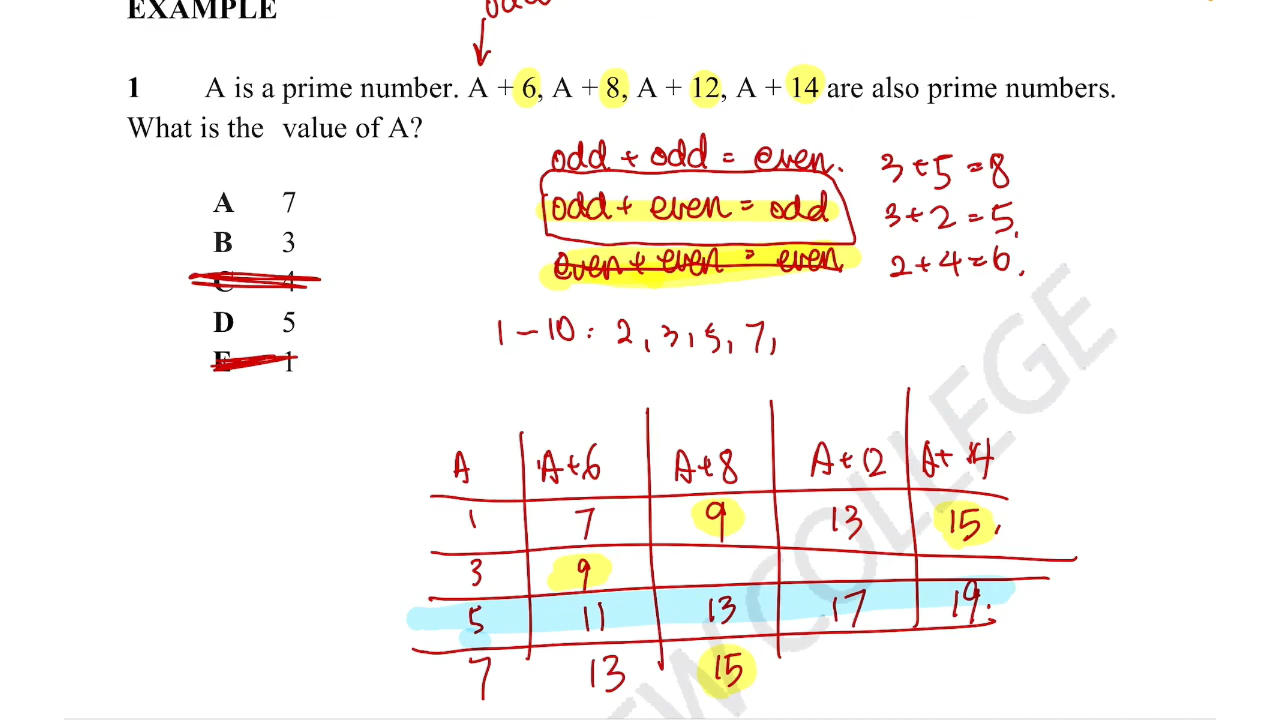 EXAMPLE
odd
1 A is a prime number. A + 6, A + 8, A + 12, A + 14 are also prime numbers.
What is the value of A?
odd + odd = even.
3 + 5 = 8
A 7
odd + even = odd
3 + 2 = 5.
B 3
even + even = even
2 + 4 = 6.
C 4
D 5
1 - 10 : 2, 3, 5, 7,
E 1
A A+6 A+8 A+12 A+14
1 7 9 13 15.
3 9
5 11 13 17 19.
7 13 15
EW COLLEGE